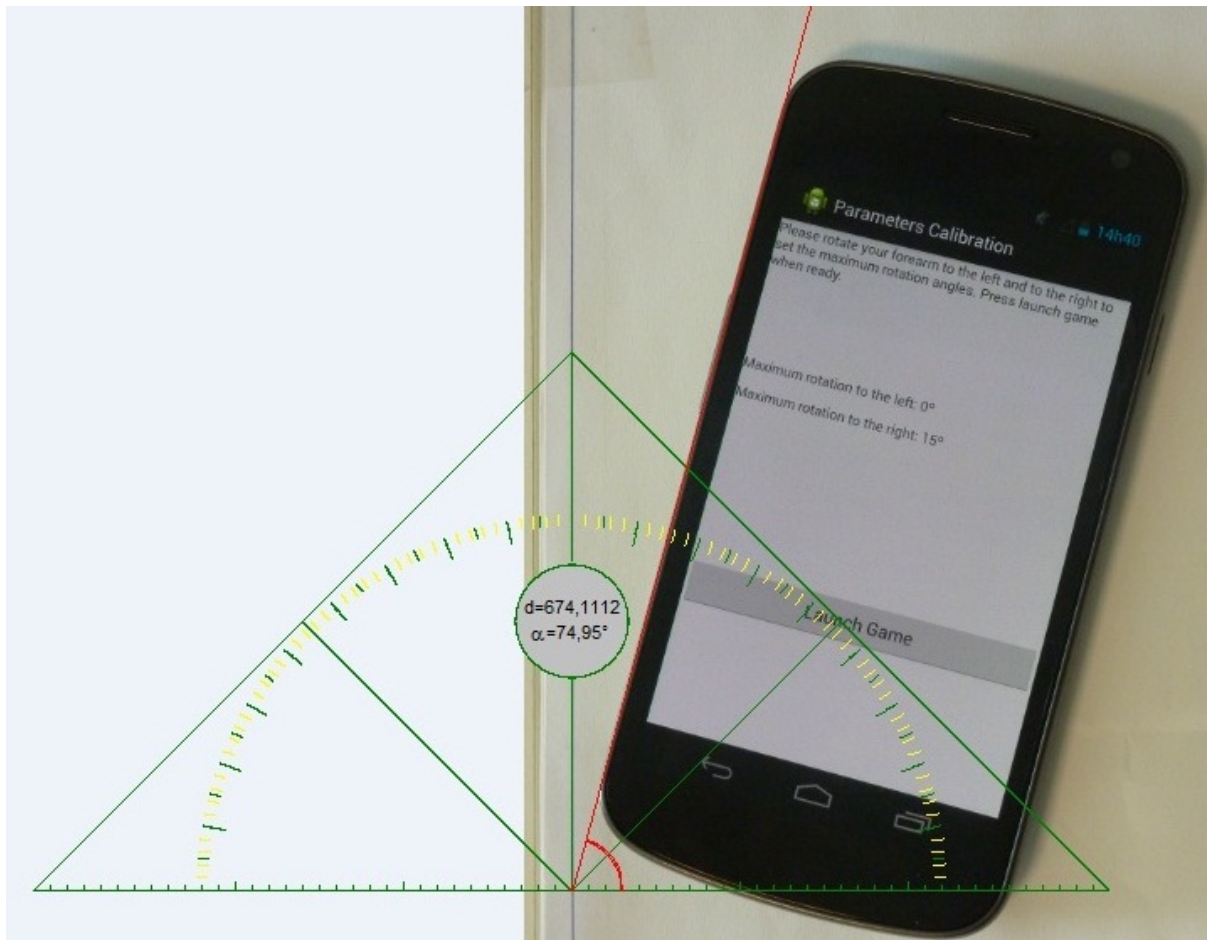 14h40
Parameters Calibration
Please rotate your forearm to the left and to the right to
set the maximum rotation angles. Press launch game
when ready.
Maximum rotation to the left: 0º
Maximum rotation to the right: 15º
d=674,1112
α=74,95°
Launch Game